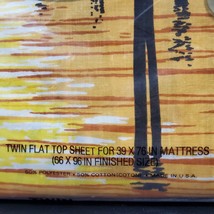 TWIN FLAT TOP SHEET FOR 39 X 76 IN MATTRESS
(66 X 96 IN FINISHED SIZE)
50% POLYESTER X 50% COTTON (COTON) MADE IN U.S.A.